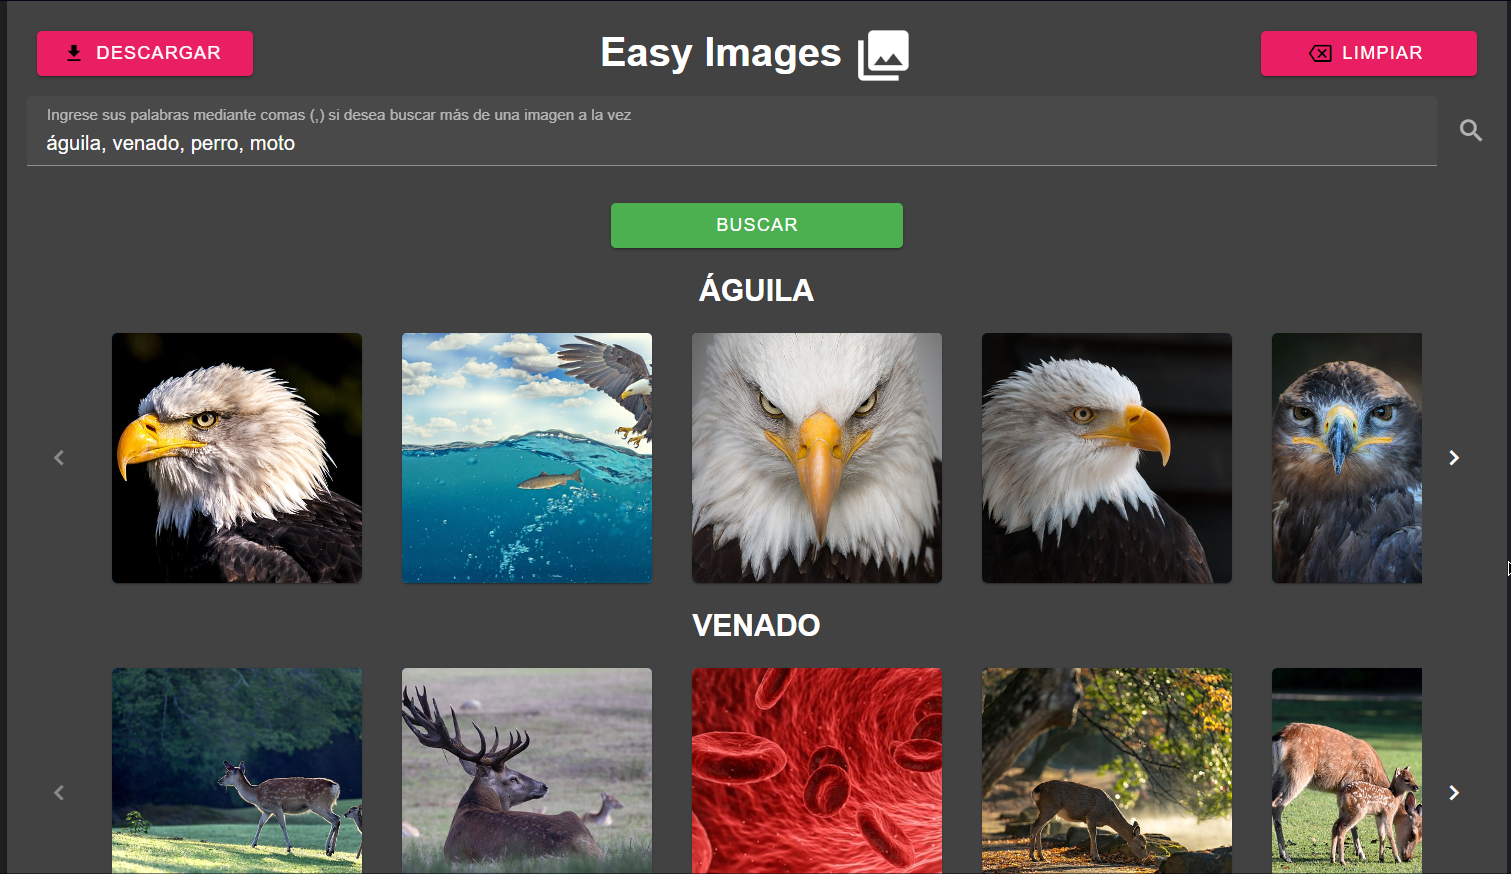 DESCARGAR
Easy Images
LIMPIAR
Ingrese sus palabras mediante comas (,) si desea buscar más de una imagen a la vez
águila, venado, perro, moto
BUSCAR
ÁGUILA
VENADO